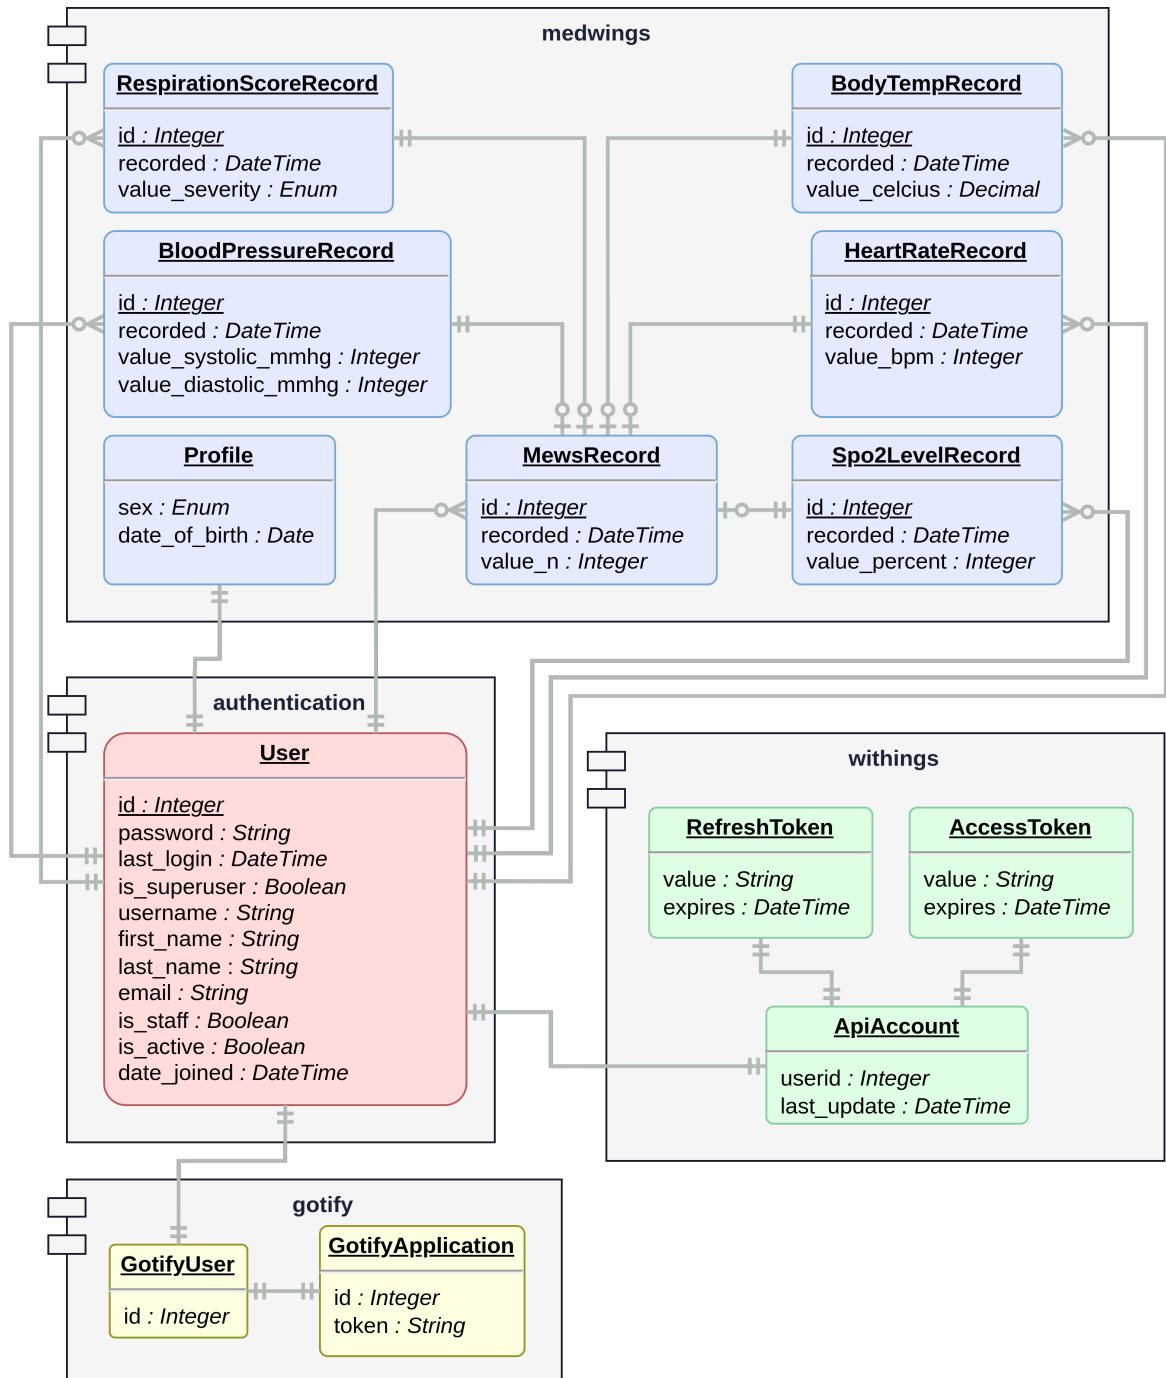 medwings
RespirationScoreRecord
id : Integer
recorded : DateTime
value_severity : Enum
BodyTempRecord
id : Integer
recorded : DateTime
value_celcius : Decimal
BloodPressureRecord
id : Integer
recorded : DateTime
value_systolic_mmhg : Integer
value_diastolic_mmhg : Integer
HeartRateRecord
id : Integer
recorded : DateTime
value_bpm : Integer
Profile
sex : Enum
date_of_birth : Date
MewsRecord
id : Integer
recorded : DateTime
value_n : Integer
Spo2LevelRecord
id : Integer
recorded : DateTime
value_percent : Integer
authentication
User
id : Integer
password : String
last_login : DateTime
is_superuser : Boolean
username : String
first_name : String
last_name : String
email : String
is_staff : Boolean
is_active : Boolean
date_joined : DateTime
withings
RefreshToken
value : String
expires : DateTime
AccessToken
value : String
expires : DateTime
ApiAccount
userid : Integer
last_update : DateTime
gotify
GotifyUser
id : Integer
GotifyApplication
id : Integer
token : String